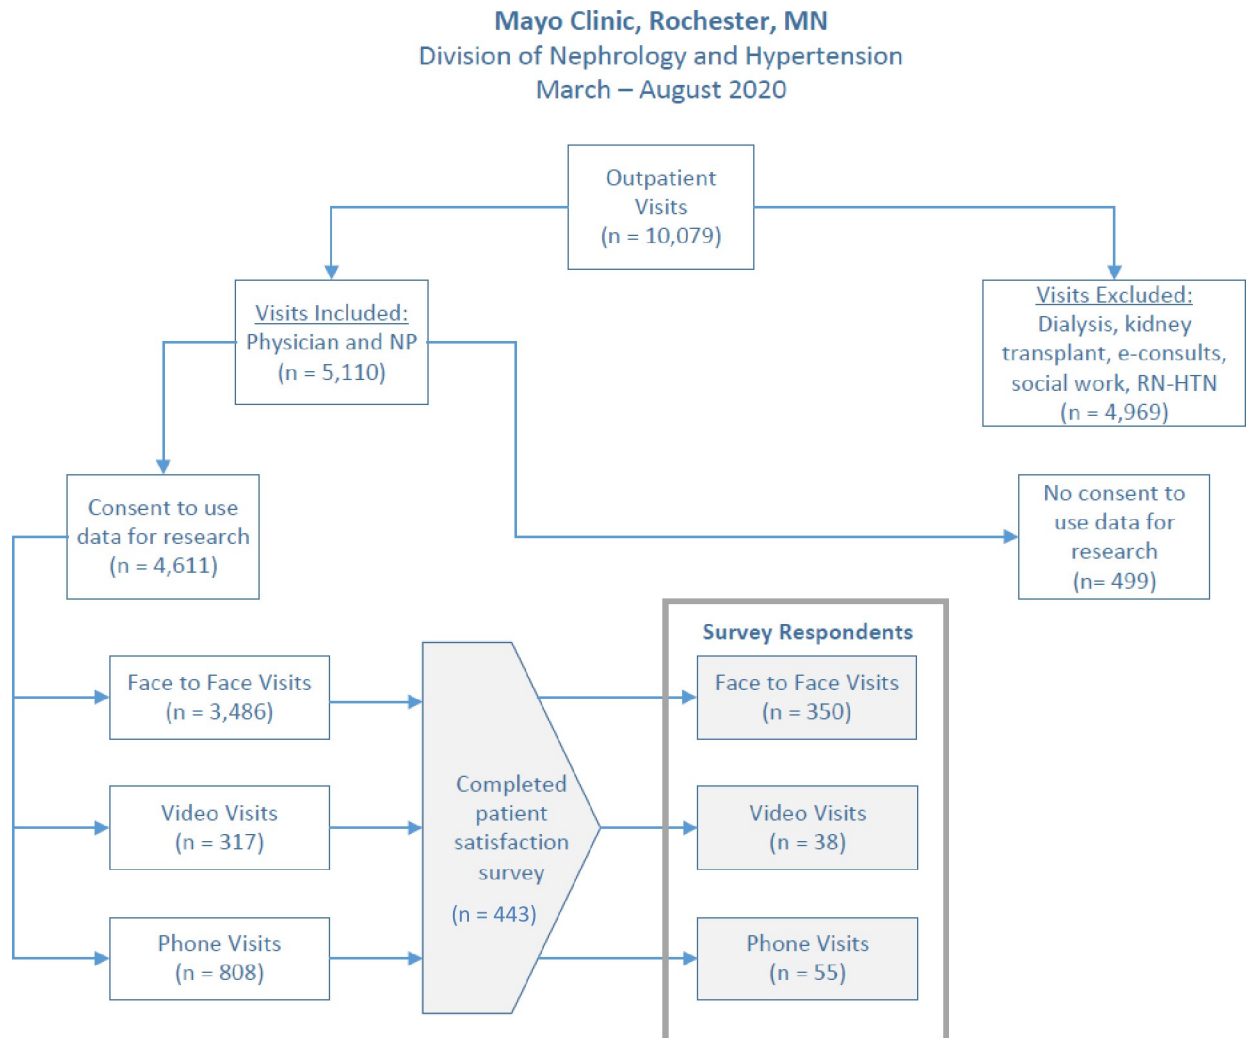 Mayo Clinic, Rochester, MN
Division of Nephrology and Hypertension
March – August 2020
Outpatient
Visits
(n = 10,079)
Visits Included:
Physician and NP
(n = 5,110)
Visits Excluded:
Dialysis, kidney
transplant, e-consults,
social work, RN-HTN
(n = 4,969)
Consent to use
data for research
(n = 4,611)
No consent to
use data for
research
(n= 499)
Face to Face Visits
(n = 3,486)
Video Visits
(n = 317)
Phone Visits
(n = 808)
Completed
patient
satisfaction
survey
(n = 443)
Survey Respondents
Face to Face Visits
(n = 350)
Video Visits
(n = 38)
Phone Visits
(n = 55)